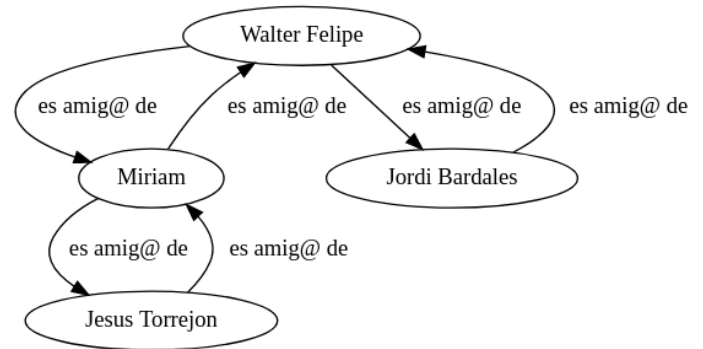 Walter Felipe
es amig@ de
es amig@ de
es amig@ de
es amig@ de
Miriam
Jordi Bardales
es amig@ de
es amig@ de
Jesus Torrejon